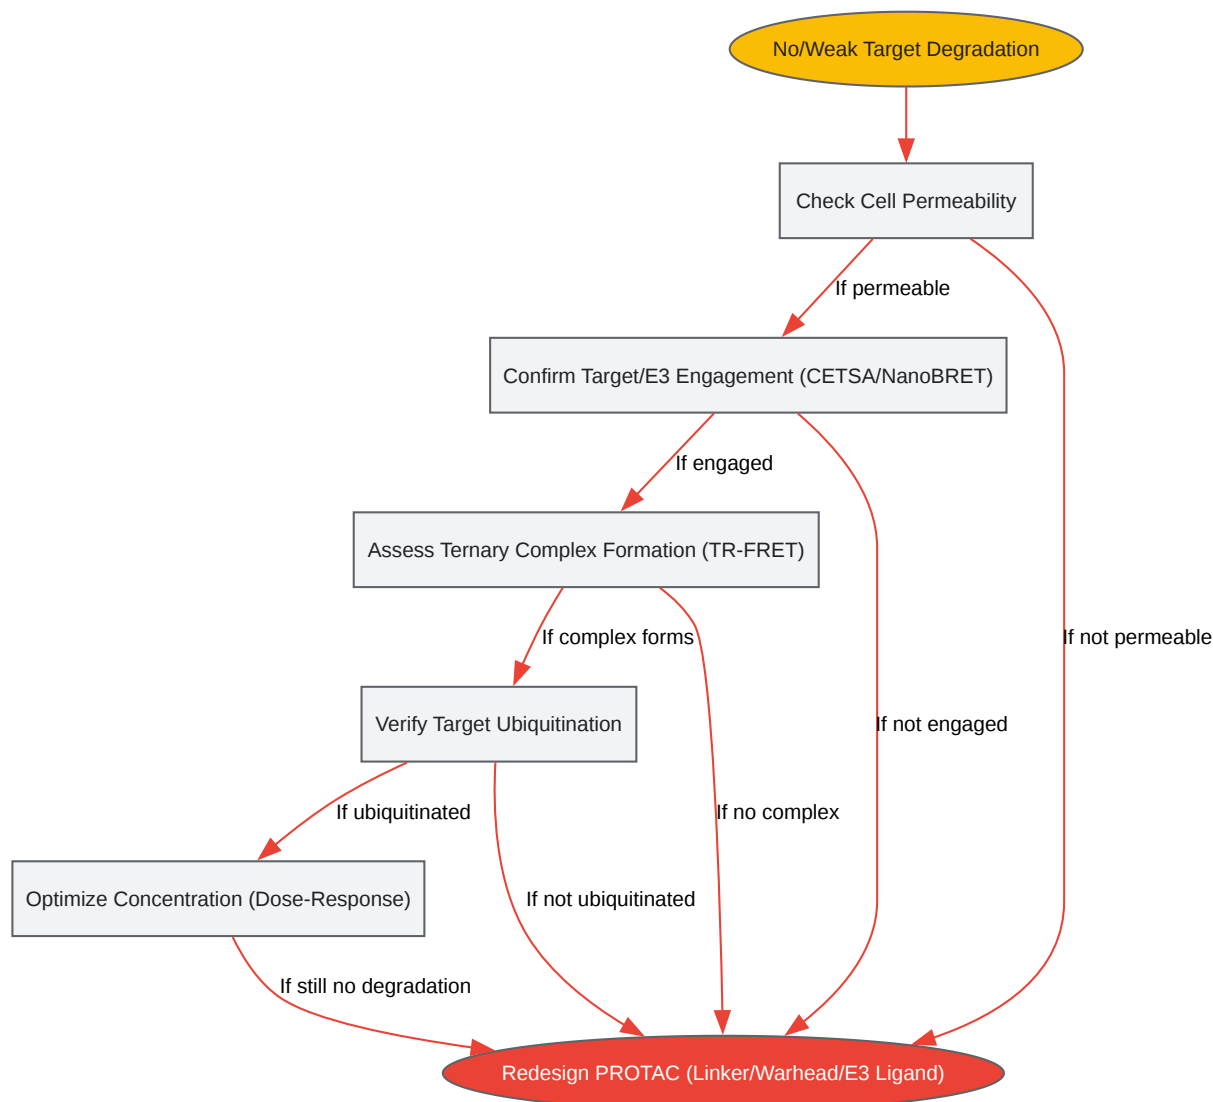 No/Weak Target Degradation
Check Cell Permeability
If permeable
Confirm Target/E3 Engagement (CETSA/NanoBRET)
If engaged
Assess Ternary Complex Formation (TR-FRET)
If complex forms
If not permeable
Verify Target Ubiquitination
If not engaged
If ubiquitinated
If no complex
Optimize Concentration (Dose-Response)
If not ubiquitinated
If still no degradation
Redesign PROTAC (Linker/Warhead/E3 Ligand)